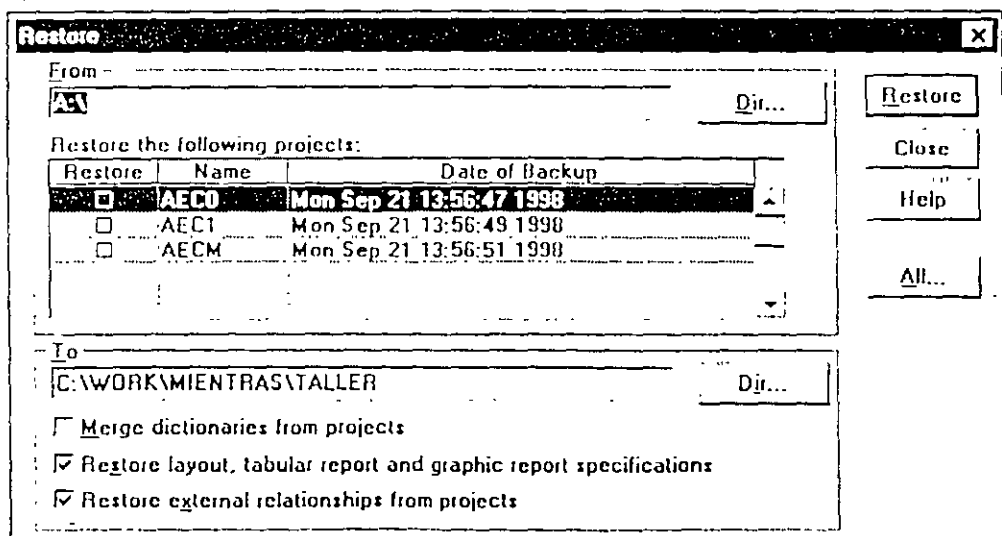 Restore
From
A:\
Dir...
Restore
Restore the following projects:
Close
Restore Name Date of Backup
AEC0 Mon Sep 21 13:56:47 1998
Help
AEC1 Mon Sep 21 13:56:49 1998
AECM Mon Sep 21 13:56:51 1998
All...
To
C:\WORK\MIENTRAS\TALLER
Dir...
Merge dictionaries from projects
Restore layout, tabular report and graphic report specifications
Restore external relationships from projects